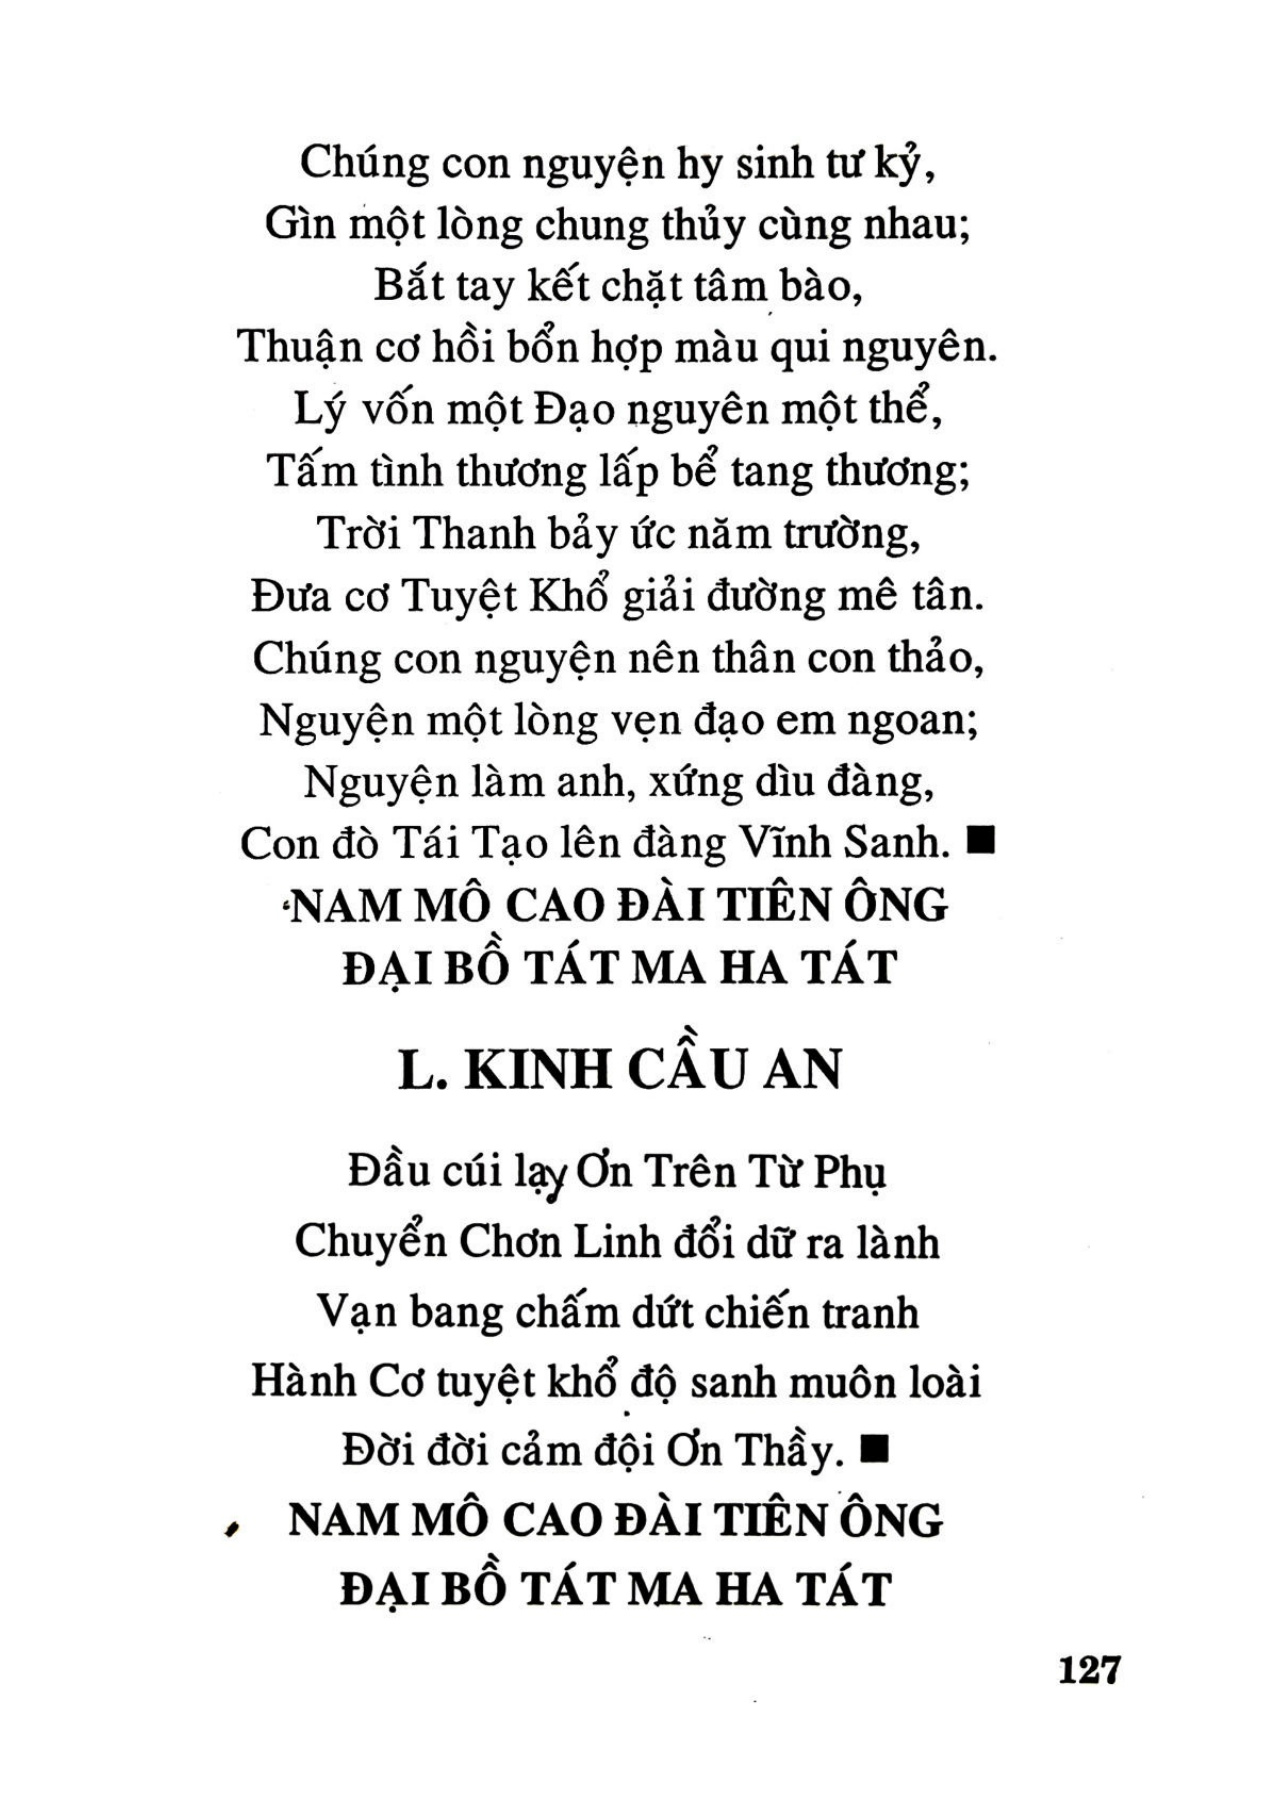 Chúng con nguyện hy sinh tư kỷ,
Gìn một lòng chung thủy cùng nhau;
Bắt tay kết chặt tâm bào,
Thuận cơ hồi bổn hợp màu qui nguyên.
Lý vốn một Đạo nguyên một thể,
Tấm tình thương lấp bể tang thương;
Trời Thanh bảy ức năm trường,
Đưa cơ Tuyệt Khổ giải đường mê tân.
Chúng con nguyện nên thân con thảo,
Nguyện một lòng vẹn đạo em ngoan;
Nguyện làm anh, xứng dìu đàng,
Con đò Tái Tạo lên đàng Vĩnh Sanh. ■
NAM MÔ CAO ĐÀI TIÊN ÔNG
ĐẠI BỒ TÁT MA HA TÁT
L. KINH CẦU AN
Đầu cúi lạy Ơn Trên Từ Phụ
Chuyển Chơn Linh đổi dữ ra lành
Vạn bang chấm dứt chiến tranh
Hành Cơ tuyệt khổ độ sanh muôn loài
Đời đời cảm đội Ơn Thầy. ■
NAM MÔ CAO ĐÀI TIÊN ÔNG
ĐẠI BỒ TÁT MA HA TÁT
127